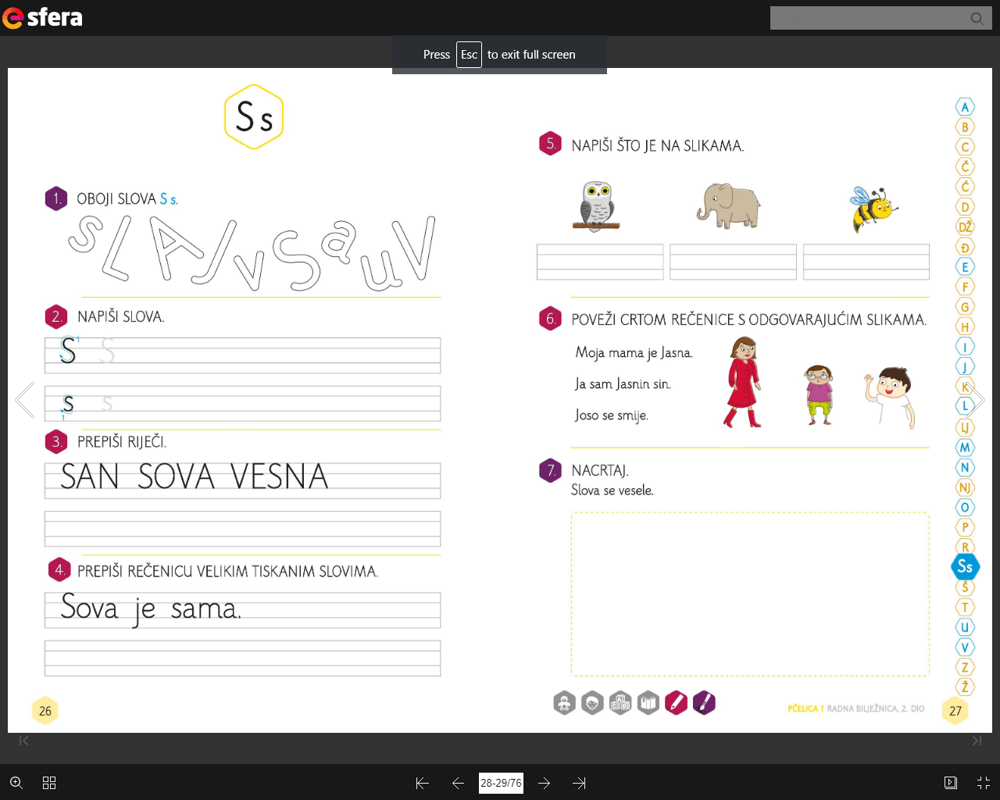 sfera
Press Esc to exit full screen
S s
1. OBOJI SLOVA S s.
S L A J v S a u V
2. NAPIŠI SLOVA.
S S
1
s s
1
3. PREPIŠI RIJEČI.
SAN SOVA VESNA
4. PREPIŠI REČENICU VELIKIM TISKANIM SLOVIMA.
Sova je sama.
26
5. NAPIŠI ŠTO JE NA SLIKAMA.
6. POVEŽI CRTOM REČENICE S ODGOVARAJUĆIM SLIKAMA.
Moja mama je Jasna.
Ja sam Jasnin sin.
Joso se smije.
7. NACRTAJ.
Slova se vesele.
PČELICA 1 RADNA BILJEŽNICA, 2. DIO
27
A
B
C
Č
Ć
D
DŽ
Đ
E
F
G
H
I
J
K
L
LJ
M
N
NJ
O
P
R
Ss
Š
T
U
V
Z
Ž
28-29/76